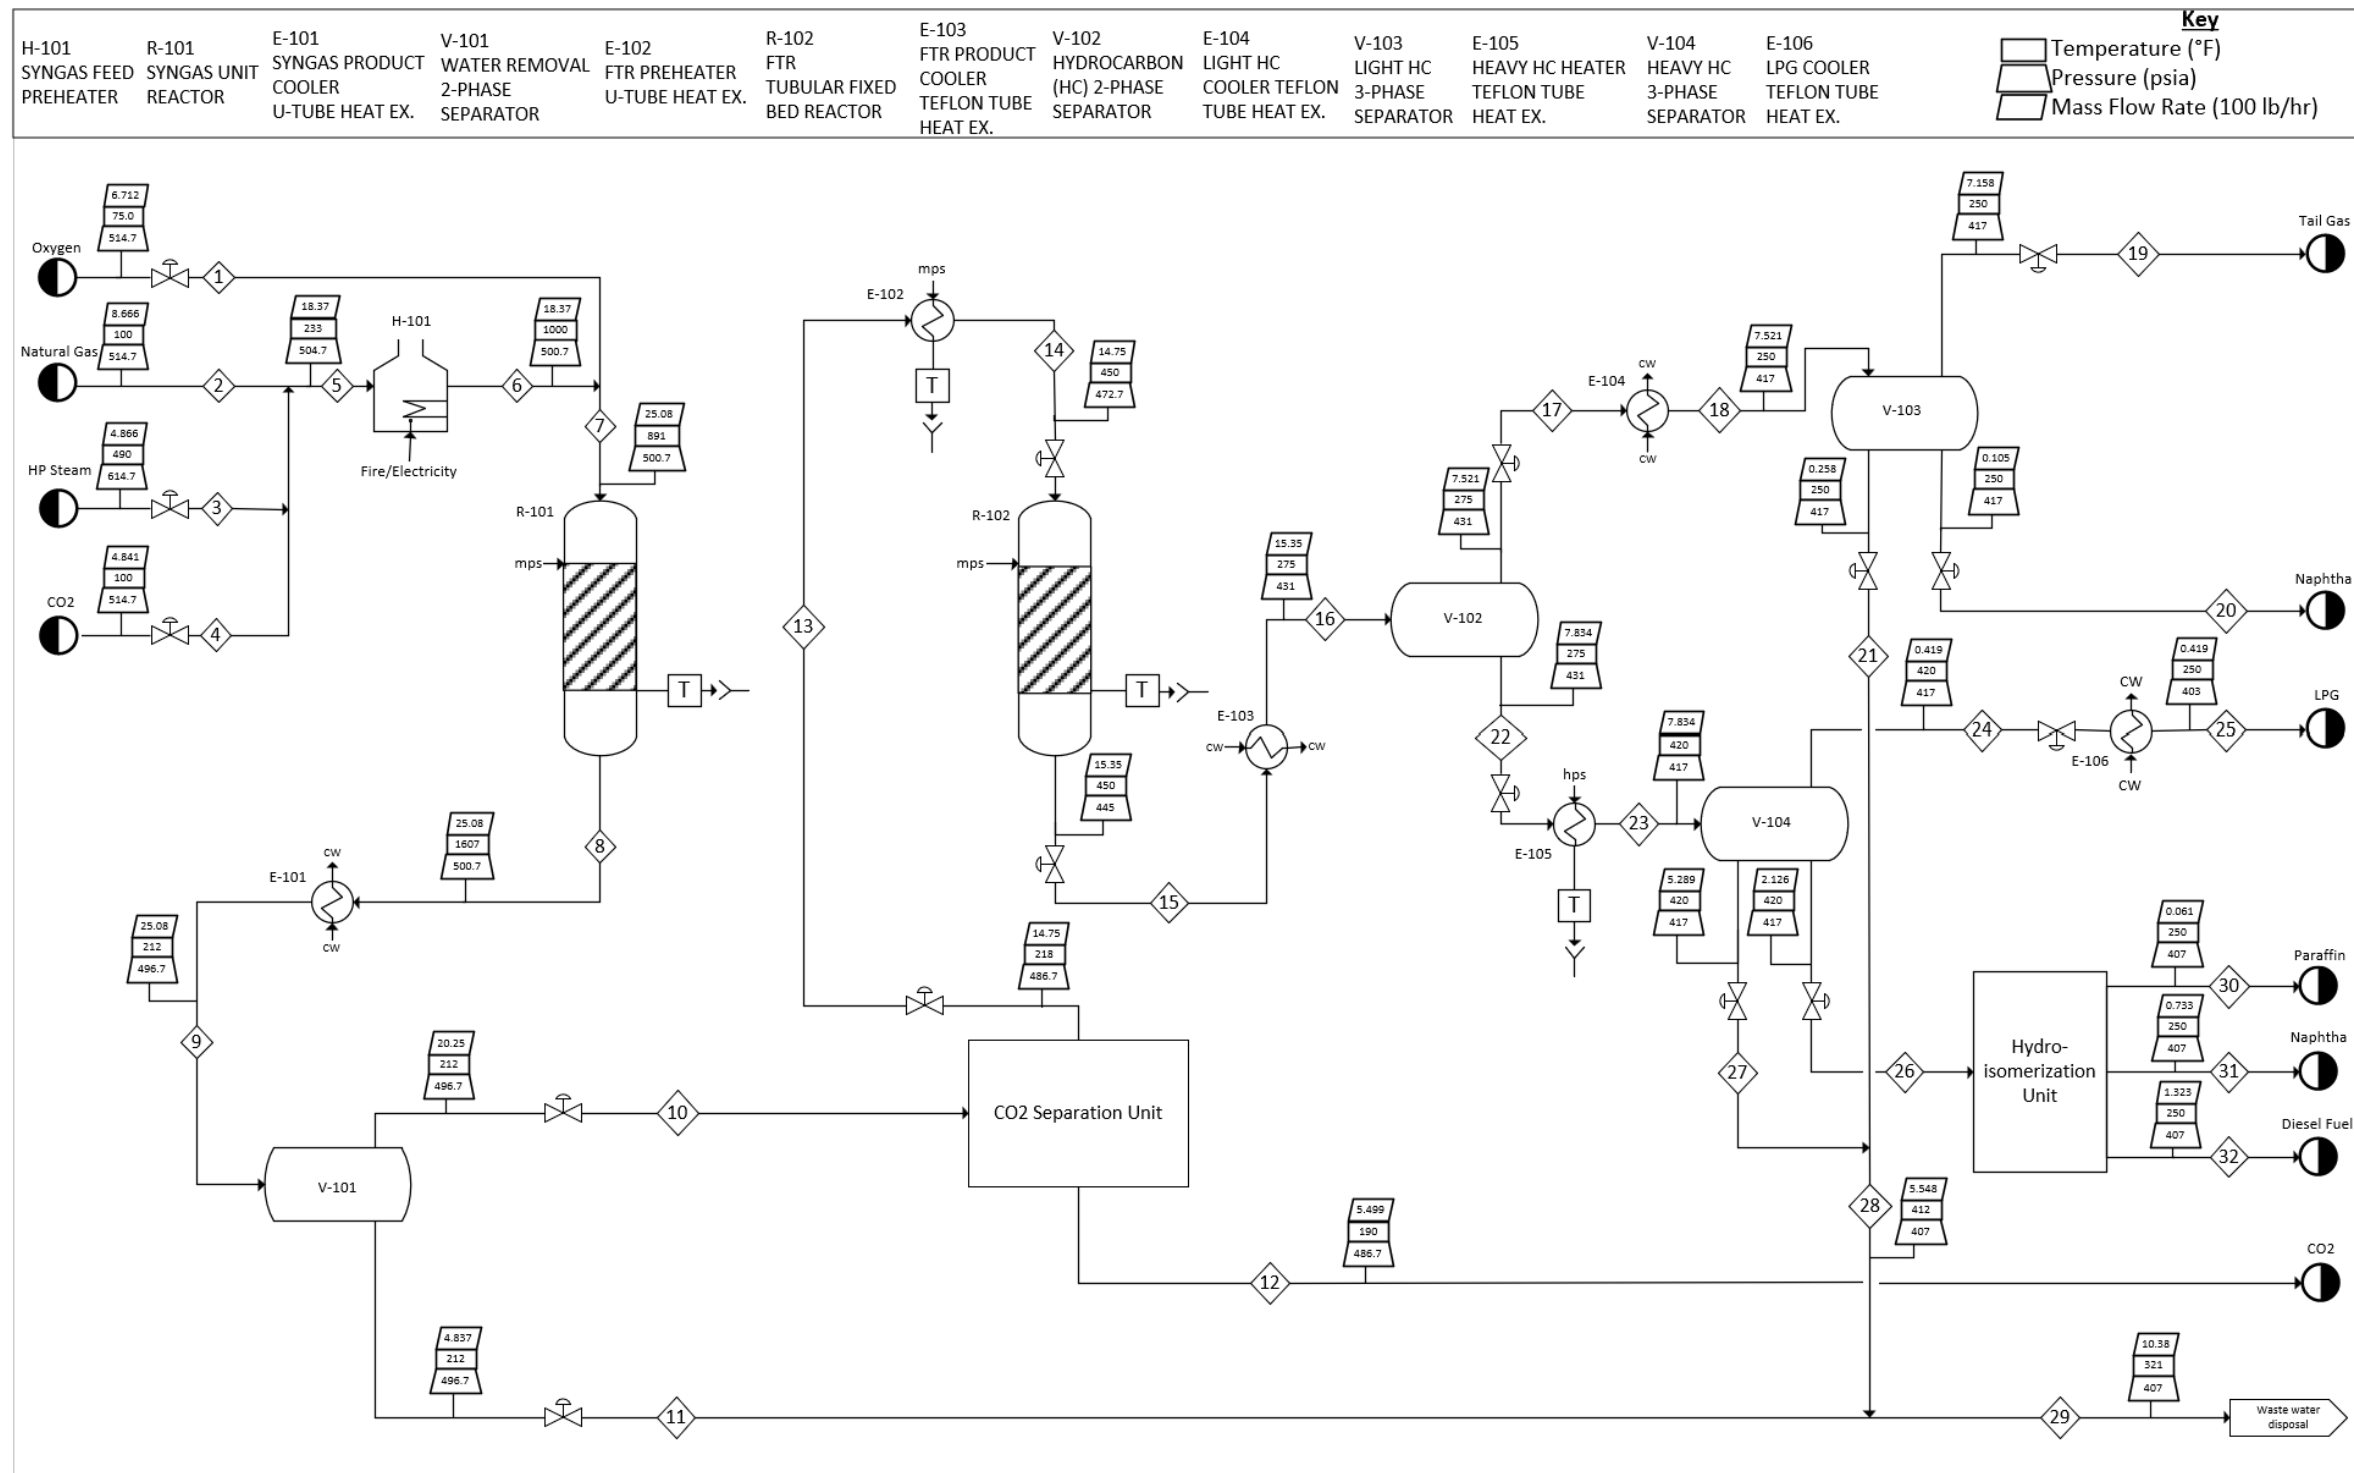 H-101
SYNGAS FEED
PREHEATER
R-101
SYNGAS UNIT
REACTOR
E-101
SYNGAS PRODUCT
COOLER
U-TUBE HEAT EX.
V-101
WATER REMOVAL
2-PHASE
SEPARATOR
E-102
FTR PREHEATER
U-TUBE HEAT EX.
R-102
FTR
TUBULAR FIXED
BED REACTOR
E-103
FTR PRODUCT
COOLER
TEFLON TUBE
HEAT EX.
V-102
HYDROCARBON
(HC) 2-PHASE
SEPARATOR
E-104
LIGHT HC
COOLER TEFLON
TUBE HEAT EX.
V-103
LIGHT HC
3-PHASE
SEPARATOR
E-105
HEAVY HC HEATER
TEFLON TUBE
HEAT EX.
V-104
HEAVY HC
3-PHASE
SEPARATOR
E-106
LPG COOLER
TEFLON TUBE
HEAT EX.
Key
Temperature (°F)
Pressure (psia)
Mass Flow Rate (100 lb/hr)
6.712
75.0
514.7
Oxygen
1
8.666
100
514.7
Natural Gas
2
18.37
233
504.7
5
H-101
Fire/Electricity
18.37
1000
500.7
6
4.866
490
614.7
HP Steam
3
4.841
100
514.7
CO2
4
7
25.08
891
500.7
R-101
mps
T
8
25.08
1607
500.7
E-101
cw
cw
25.08
212
496.7
9
V-101
20.25
212
496.7
10
4.837
212
496.7
11
CO2 Separation Unit
14.75
218
486.7
5.499
190
486.7
12
CO2
13
mps
E-102
T
14
14.75
450
472.7
R-102
mps
T
15.35
450
445
15
E-103
cw
cw
15.35
275
431
16
V-102
7.521
275
431
17
E-104
cw
cw
18
7.521
250
417
V-103
7.158
250
417
19
Tail Gas
0.258
250
417
0.105
250
417
20
Naphtha
21
7.834
275
431
22
hps
E-105
T
23
7.834
420
417
V-104
0.419
420
417
24
E-106
CW
CW
0.419
250
403
25
LPG
5.289
420
417
2.126
420
417
27
26
Hydro-
isomerization
Unit
0.061
250
407
30
Paraffin
0.733
250
407
31
Naphtha
1.323
250
407
32
Diesel Fuel
28
5.548
412
407
10.38
321
407
29
Waste water
disposal